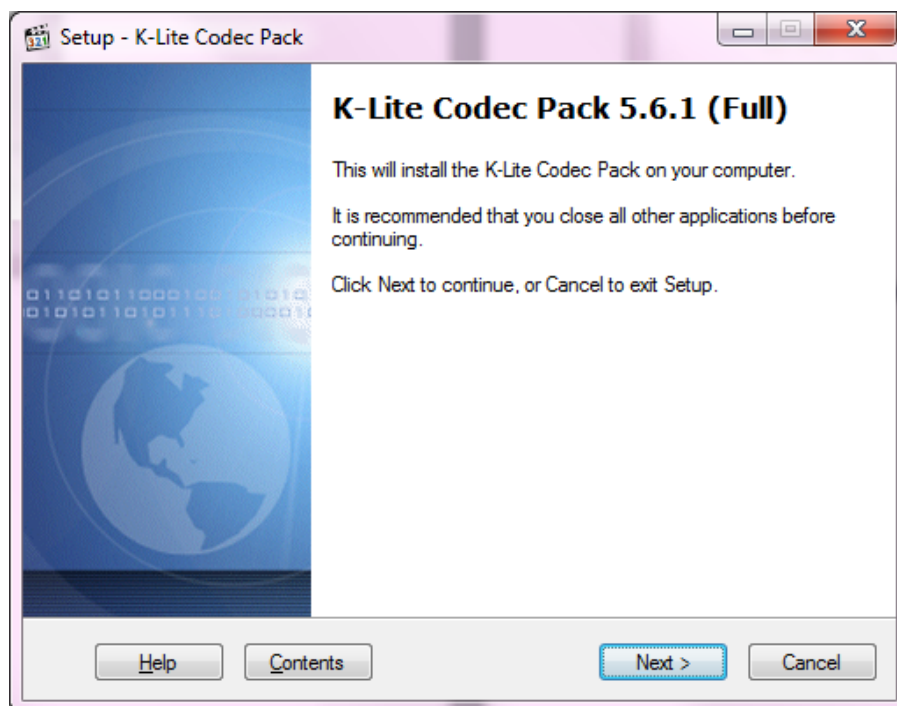 Setup - K-Lite Codec Pack
K-Lite Codec Pack 5.6.1 (Full)
This will install the K-Lite Codec Pack on your computer.
It is recommended that you close all other applications before
continuing.
Click Next to continue, or Cancel to exit Setup.
Help Contents Next > Cancel